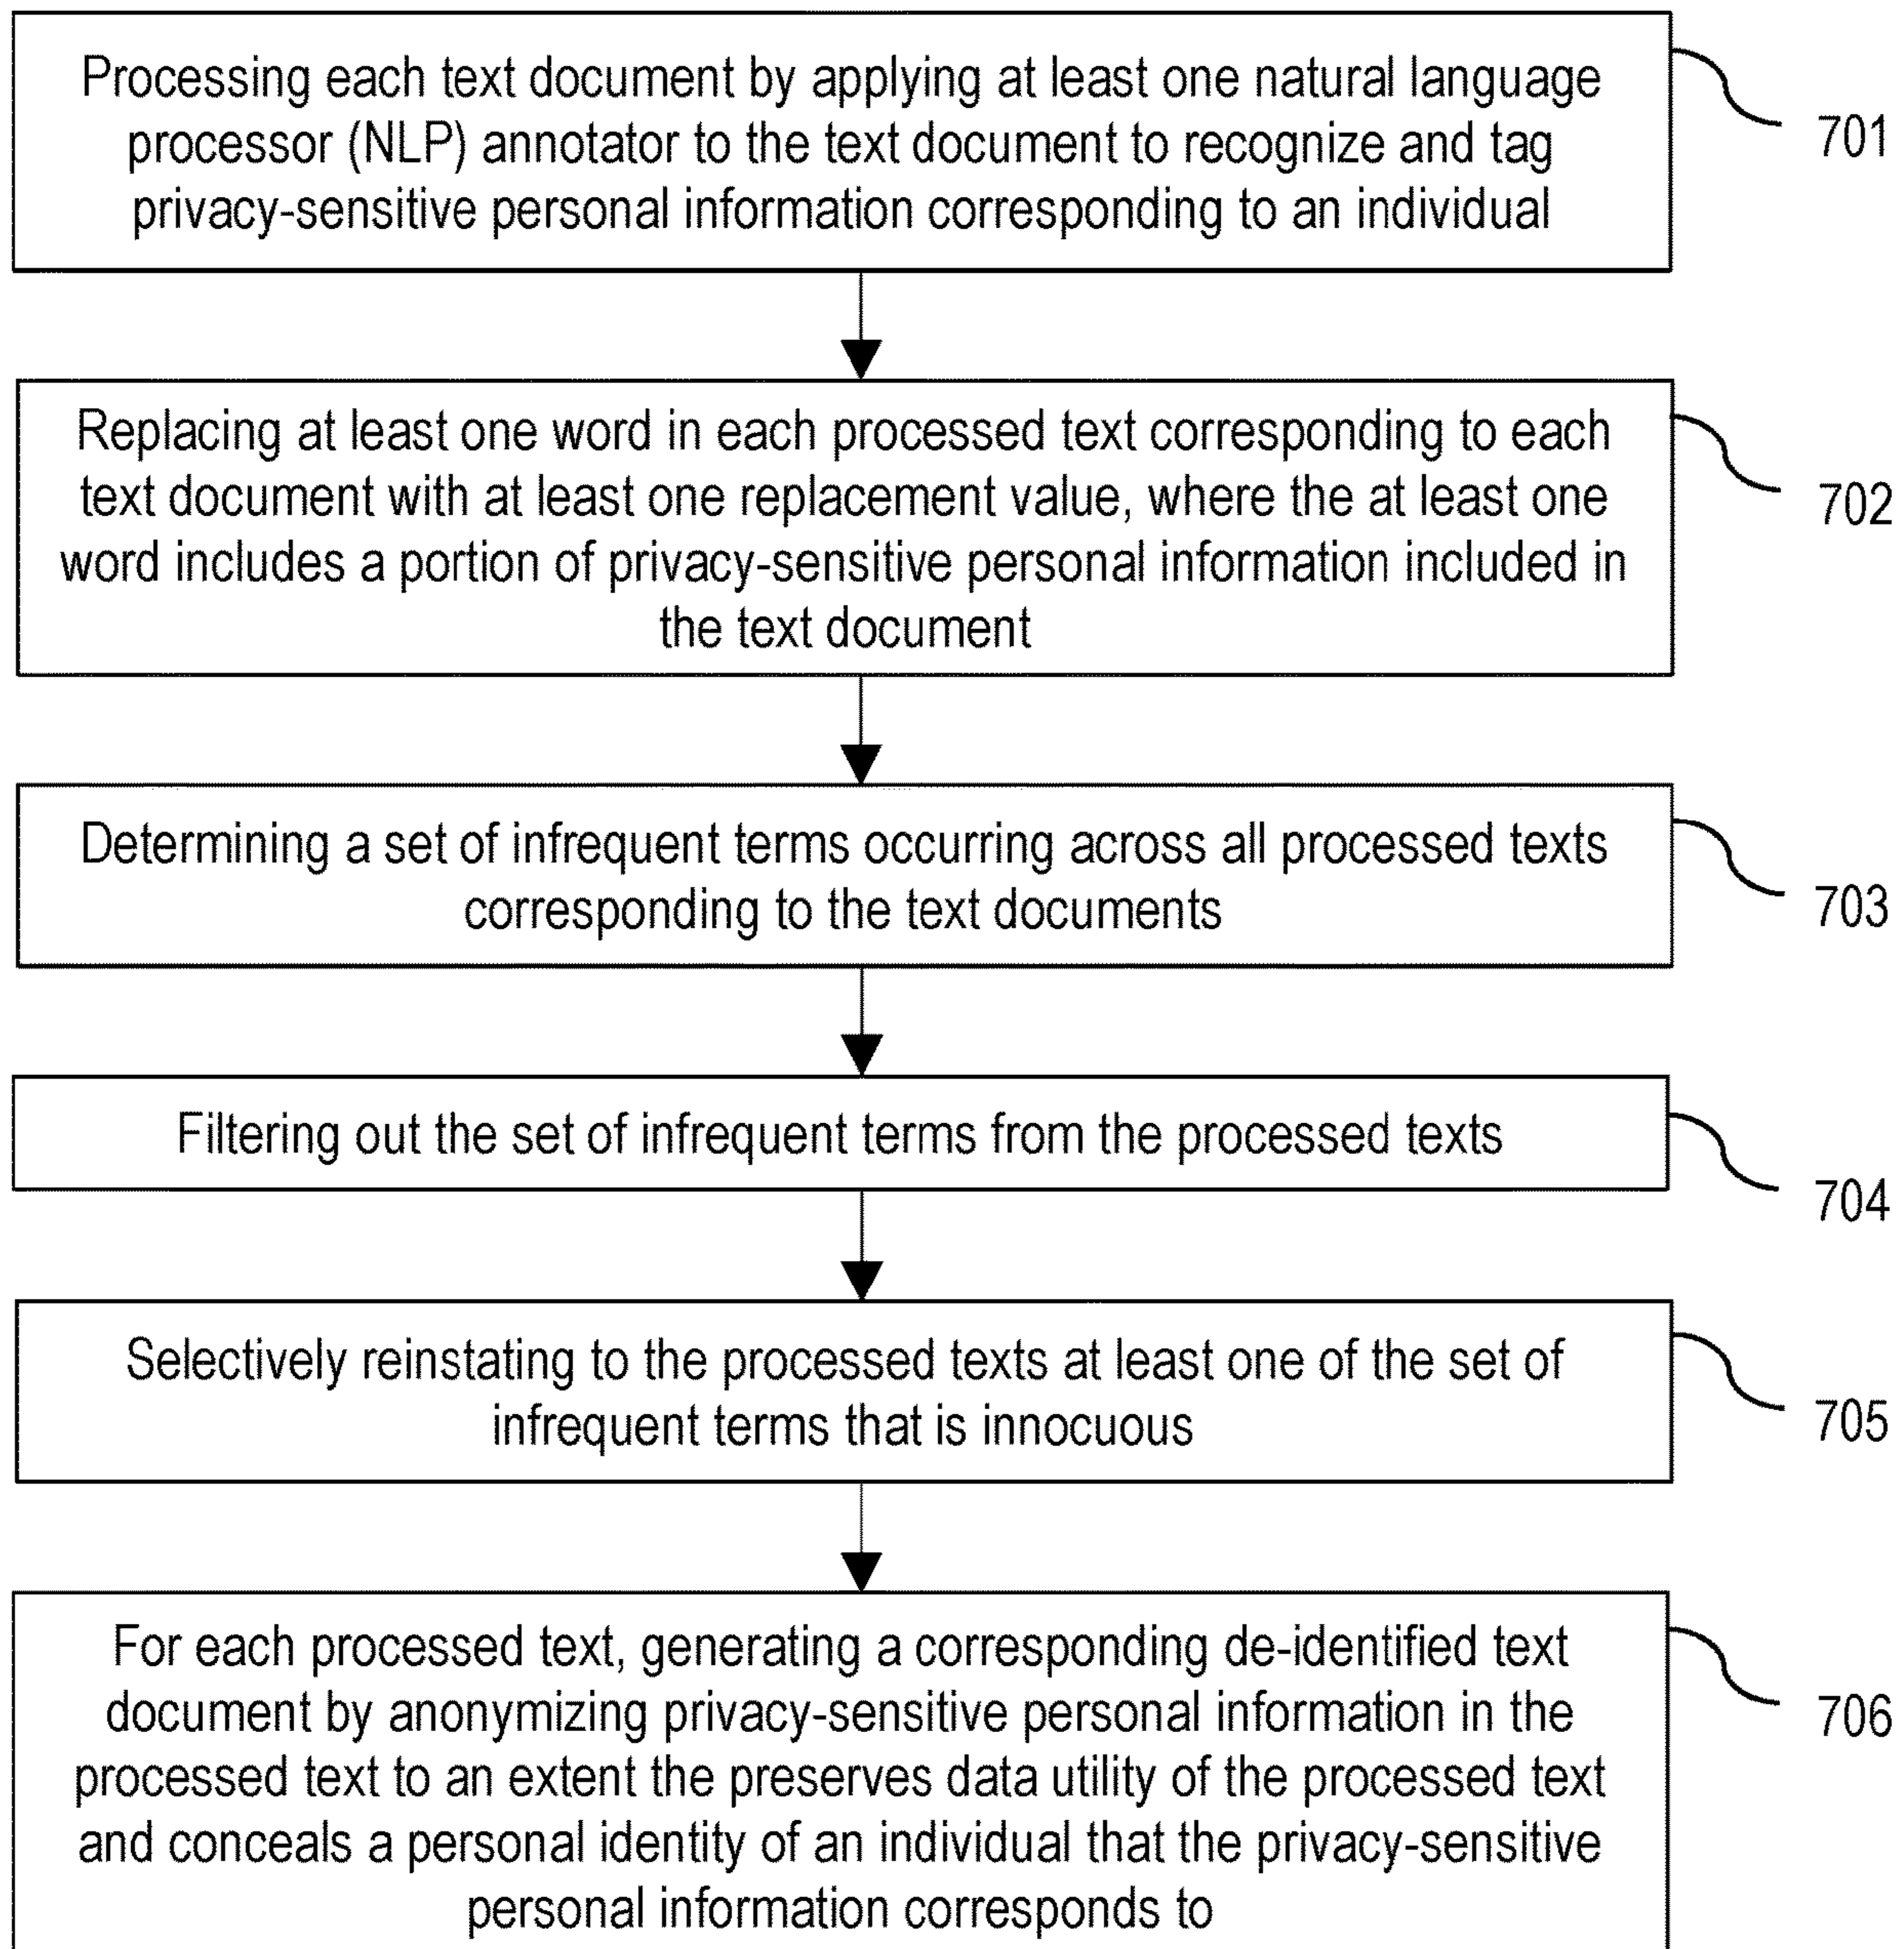 Processing each text document by applying at least one natural language
processor (NLP) annotator to the text document to recognize and tag
privacy-sensitive personal information corresponding to an individual
701
Replacing at least one word in each processed text corresponding to each
text document with at least one replacement value, where the at least one
word includes a portion of privacy-sensitive personal information included in
the text document
702
Determining a set of infrequent terms occurring across all processed texts
corresponding to the text documents
703
Filtering out the set of infrequent terms from the processed texts
704
Selectively reinstating to the processed texts at least one of the set of
infrequent terms that is innocuous
705
For each processed text, generating a corresponding de-identified text
document by anonymizing privacy-sensitive personal information in the
processed text to an extent the preserves data utility of the processed text
and conceals a personal identity of an individual that the privacy-sensitive
personal information corresponds to
706